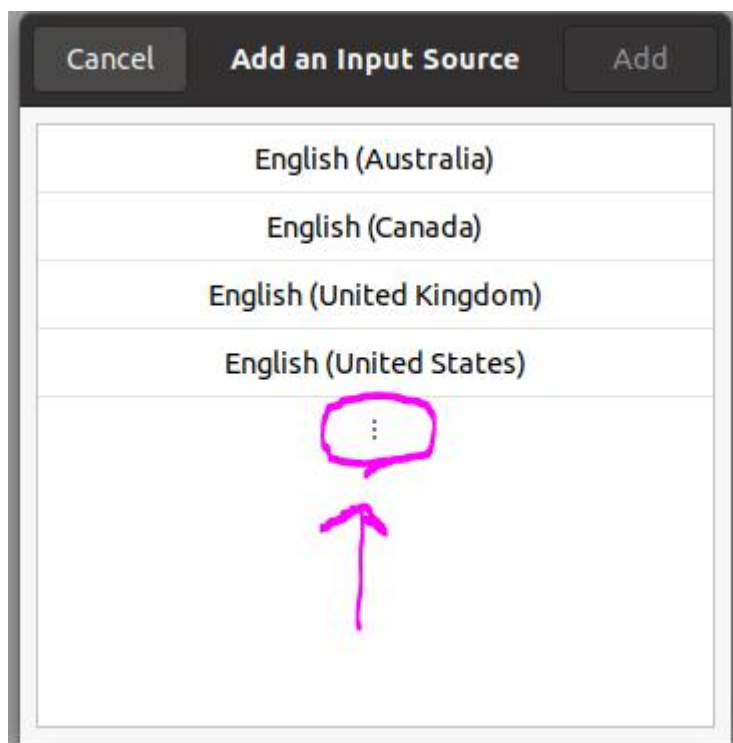 Cancel Add an Input Source Add
English (Australia)
English (Canada)
English (United Kingdom)
English (United States)
⋮